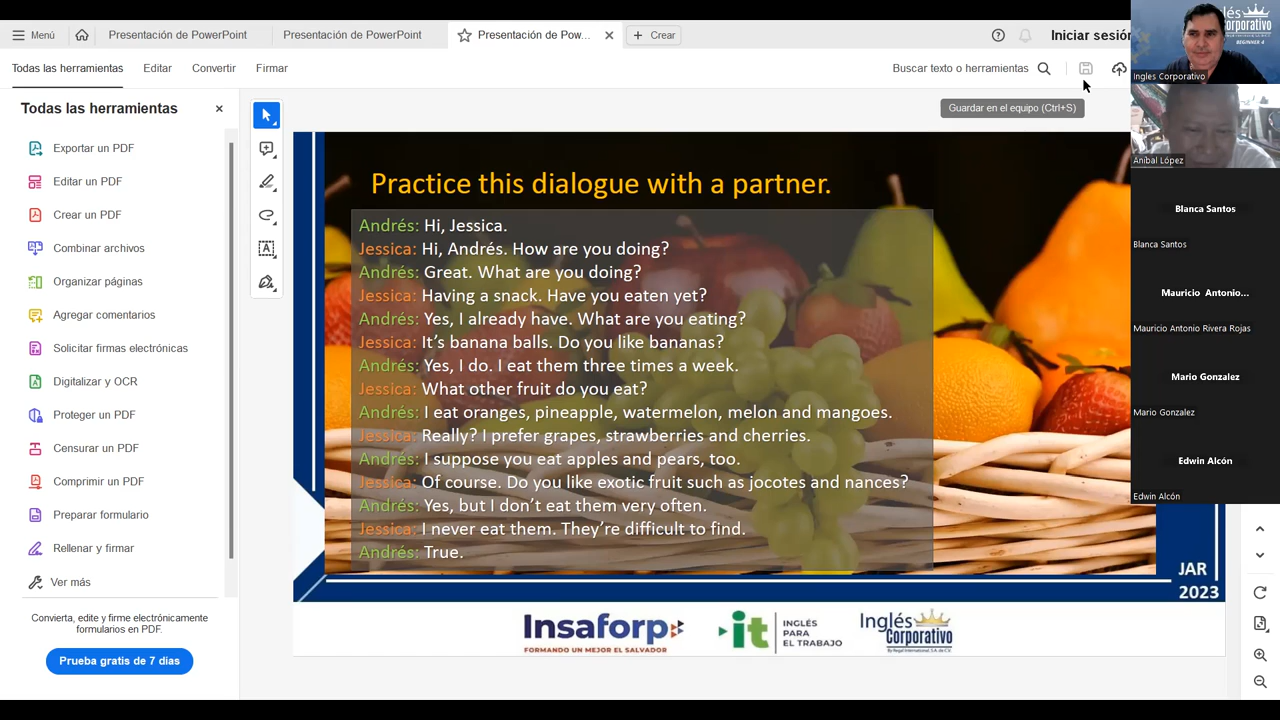 Menú
Presentación de PowerPoint
Presentación de PowerPoint
Presentación de Pow...
Crear
Iniciar sesión
Todas las herramientas
Editar
Convertir
Firmar
Buscar texto o herramientas
Guardar en el equipo (Ctrl+S)
Todas las herramientas
Exportar un PDF
Editar un PDF
Crear un PDF
Combinar archivos
Organizar páginas
Agregar comentarios
Solicitar firmas electrónicas
Digitalizar y OCR
Proteger un PDF
Censurar un PDF
Comprimir un PDF
Preparar formulario
Rellenar y firmar
Ver más
Convierta, edite y firme electrónicamente
formularios en PDF.
Prueba gratis de 7 días
Practice this dialogue with a partner.
Andrés: Hi, Jessica.
Jessica: Hi, Andrés. How are you doing?
Andrés: Great. What are you doing?
Jessica: Having a snack. Have you eaten yet?
Andrés: Yes, I already have. What are you eating?
Jessica: It’s banana balls. Do you like bananas?
Andrés: Yes, I do. I eat them three times a week.
Jessica: What other fruit do you eat?
Andrés: I eat oranges, pineapple, watermelon, melon and mangoes.
Jessica: Really? I prefer grapes, strawberries and cherries.
Andrés: I suppose you eat apples and pears, too.
Jessica: Of course. Do you like exotic fruit such as jocotes and nances?
Andrés: Yes, but I don’t eat them very often.
Jessica: I never eat them. They’re difficult to find.
Andrés: True.
JAR
2023
Insaforp
FORMANDO UN MEJOR EL SALVADOR
it
INGLÉS
PARA
EL TRABAJO
Inglés
Corporativo
By Regal International, S.A. de C.V.
glés
Corporativo
BEGINNER 4
Ingles Corporativo
Anibal López
Blanca Santos
Blanca Santos
Mauricio Antonio...
Mauricio Antonio Rivera Rojas
Mario Gonzalez
Mario Gonzalez
Edwin Alcón
Edwin Alcón